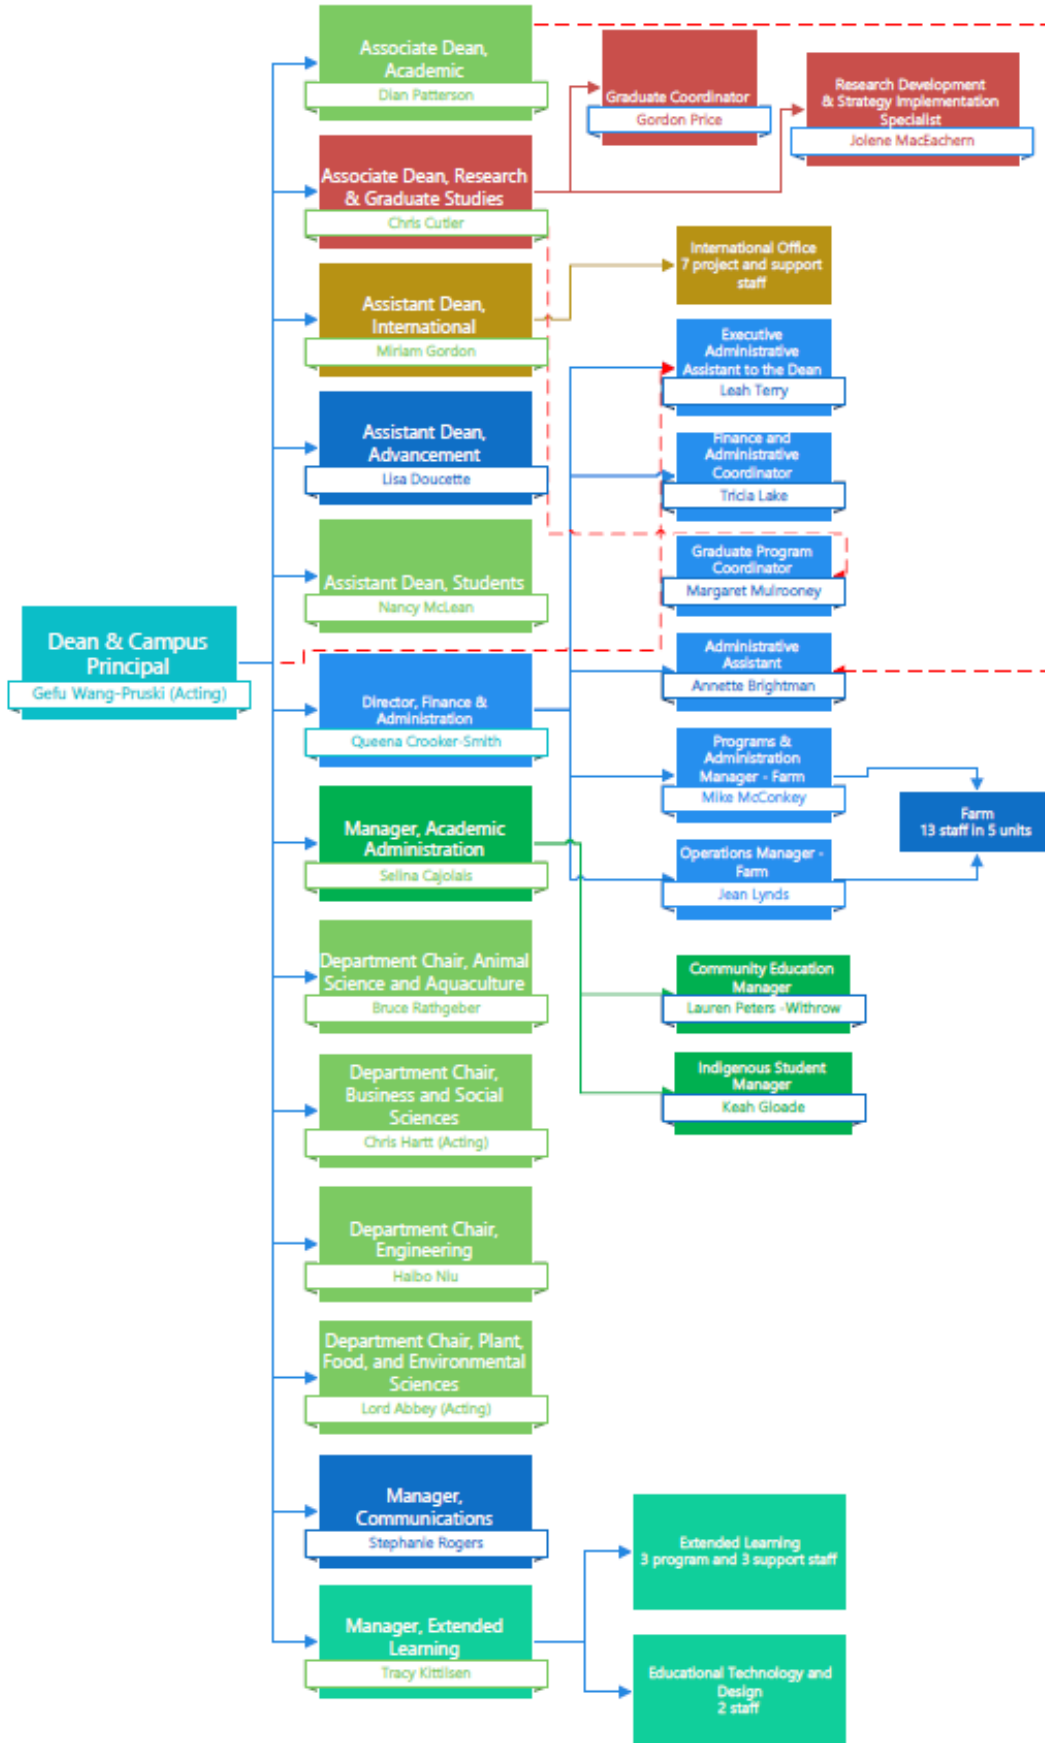 Associate Dean,
Academic
Dian Patterson
Graduate Coordinator
Gordon Price
Research Development
& Strategy Implementation
Specialist
Jolene MacEachern
Associate Dean, Research
& Graduate Studies
Chris Cutler
International Office
7 project and support
staff
Assistant Dean,
International
Miriam Gordon
Executive
Administrative
Assistant to the Dean
Leah Terry
Assistant Dean,
Advancement
Lisa Doucette
Finance and
Administrative
Coordinator
Tricia Lake
Graduate Program
Coordinator
Margaret Mulrooney
Assistant Dean, Students
Nancy McLean
Dean & Campus
Principal
Gefu Wang-Pruski (Acting)
Administrative
Assistant
Annette Brightman
Director, Finance &
Administration
Queena Crooker-Smith
Programs &
Administration
Manager - Farm
Mike McConkey
Farm
13 staff in 5 units
Manager, Academic
Administration
Selina Cajolais
Operations Manager -
Farm
Jean Lynds
Department Chair, Animal
Science and Aquaculture
Bruce Rathgeber
Community Education
Manager
Lauren Peters -Withrow
Department Chair,
Business and Social
Sciences
Chris Hartt (Acting)
Indigenous Student
Manager
Keah Gloade
Department Chair,
Engineering
Haibo Niu
Department Chair, Plant,
Food, and Environmental
Sciences
Lord Abbey (Acting)
Manager,
Communications
Stephanie Rogers
Extended Learning
3 program and 3 support staff
Manager, Extended
Learning
Tracy Kittilsen
Educational Technology and
Design
2 staff